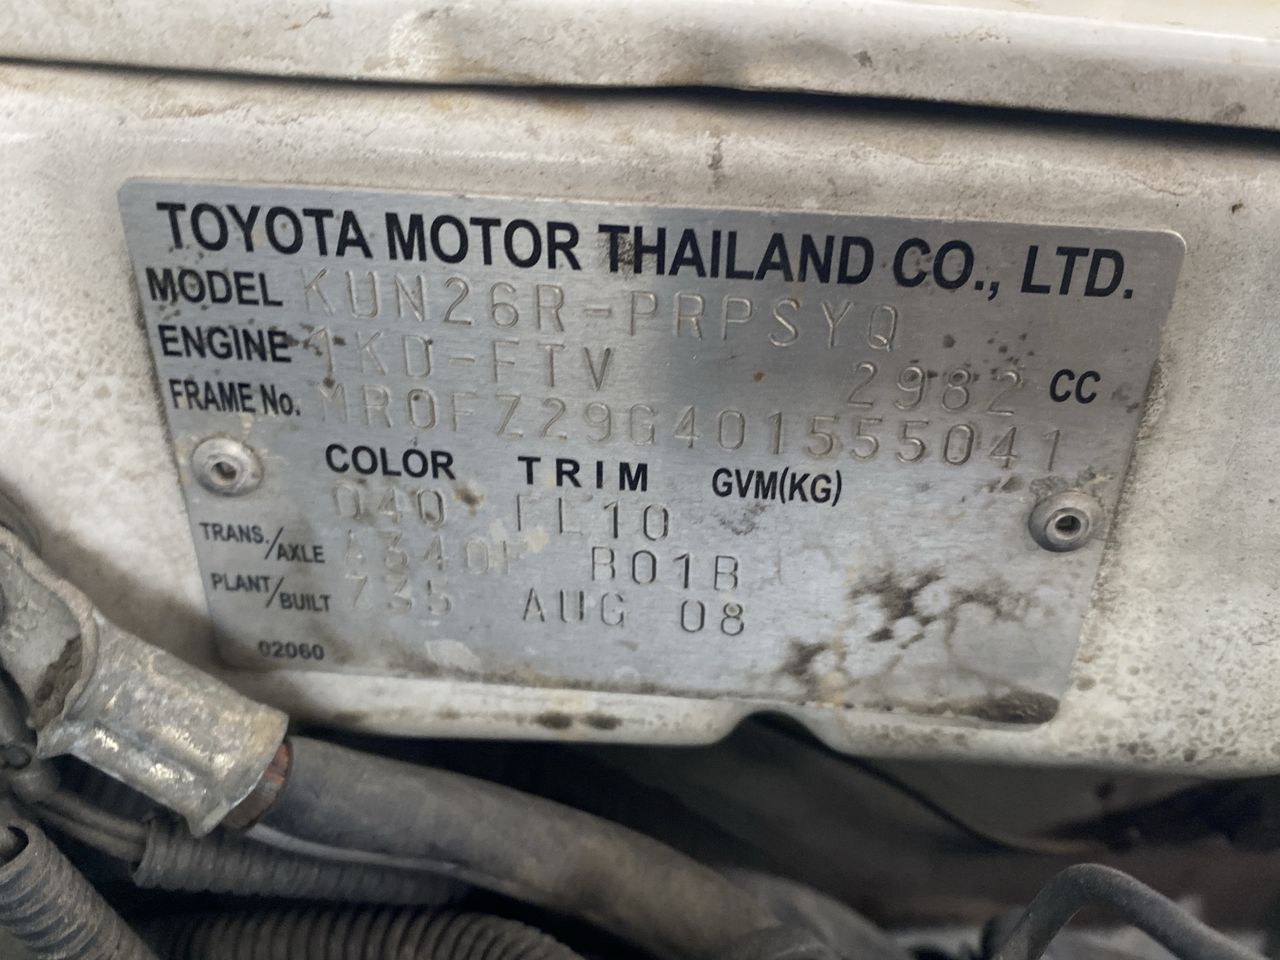 TOYOTA MOTOR THAILAND CO., LTD.
MODEL KUN26R-PRPSYQ
ENGINE 1KD-FTV 2982 CC
FRAME No. MR0FZ29G401555041
COLOR TRIM GVM(KG)
040 FL10
TRANS./AXLE A340F B01B
PLANT/BUILT Z35 AUG 08
02060